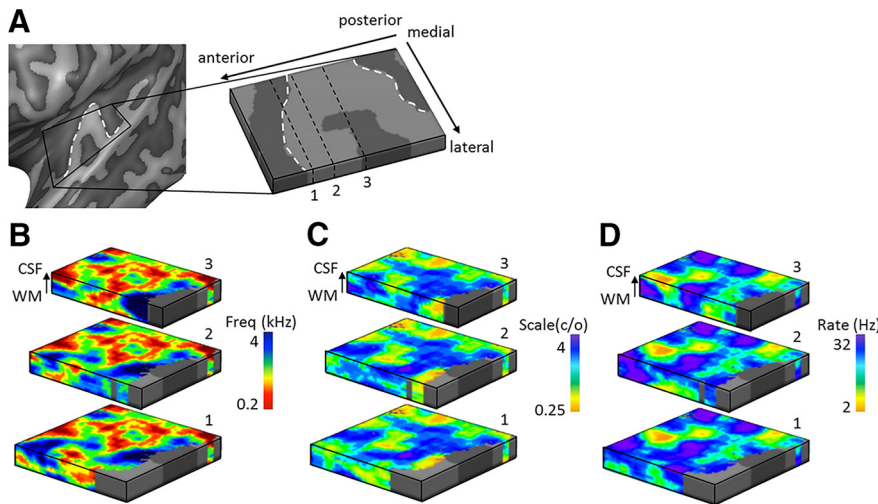 A
posterior
medial
anterior
lateral
1 2 3
B
C
D
CSF
WM
3
2
1
Freq (kHz)
4
0.2
CSF
WM
3
2
1
Scale(c/o)
4
0.25
CSF
WM
3
2
1
Rate (Hz)
32
2